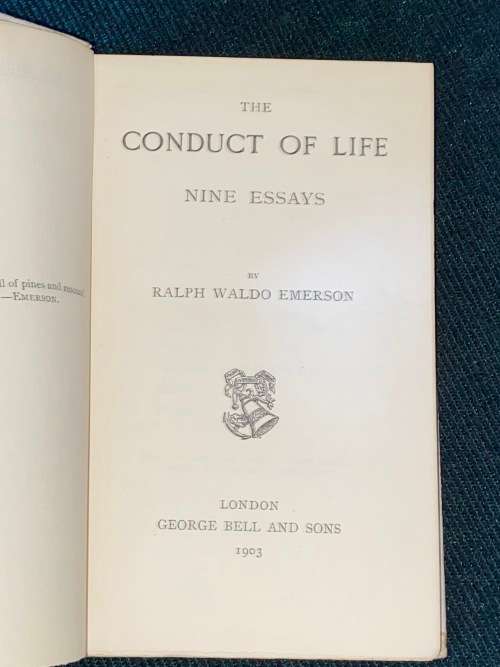 il of pines and
—EMERSON.
THE
CONDUCT OF LIFE
NINE ESSAYS
BY
RALPH WALDO EMERSON
LONDON
GEORGE BELL AND SONS
1903